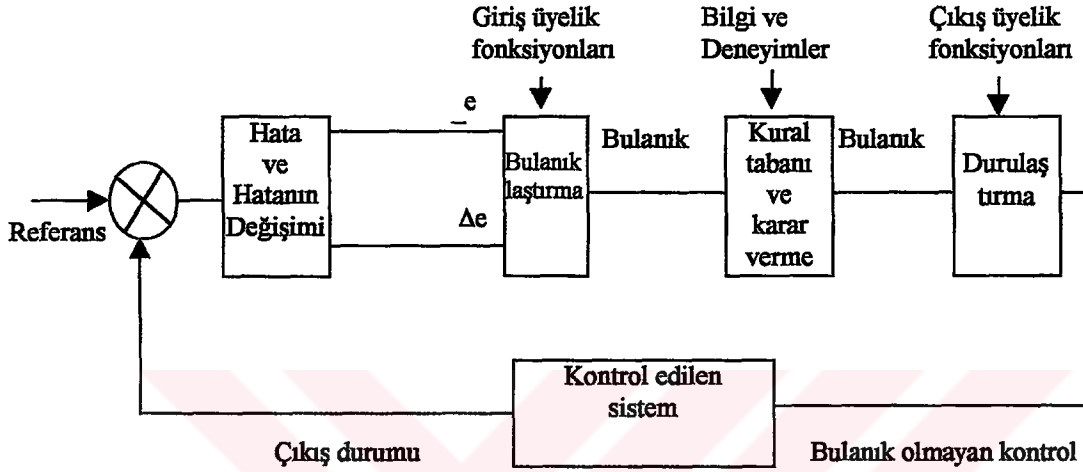 Giriş üyelik
fonksiyonları
Bilgi ve
Deneyimler
Çıkış üyelik
fonksiyonları
e
Hata
ve
Hatanın
Değişimi
Bulanık
laştırma
Bulanık
Kural
tabanı
ve
karar
verme
Bulanık
Durulaş
tırma
Referans
Δe
Kontrol edilen
sistem
Çıkış durumu
Bulanık olmayan kontrol